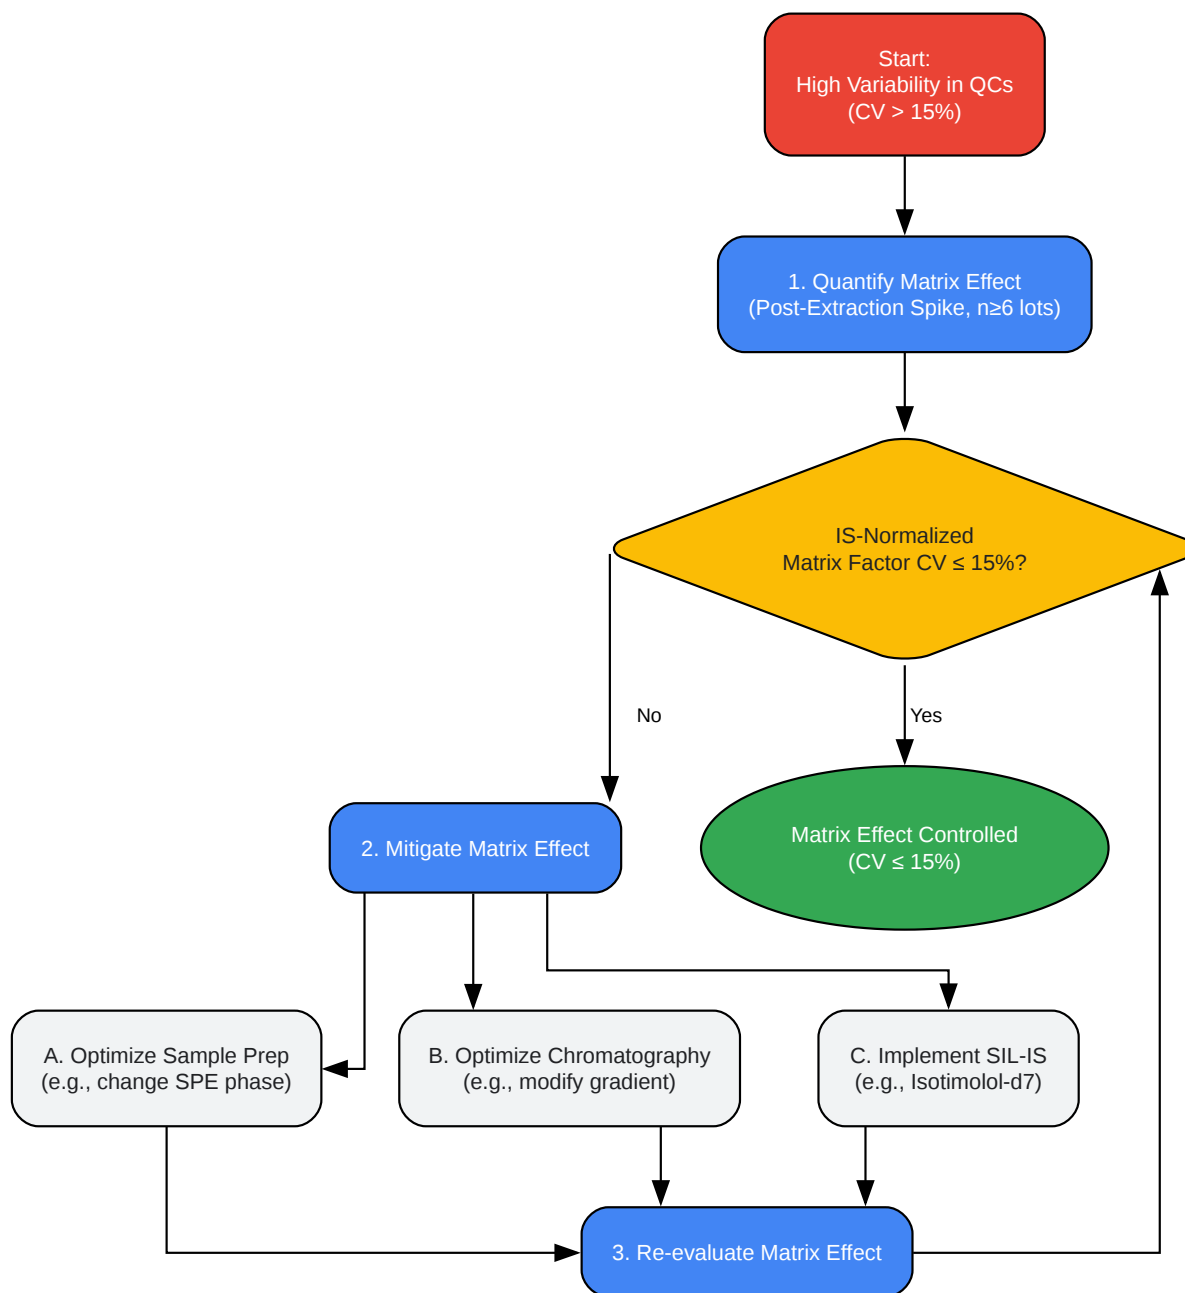 Start:
High Variability in QCs
(CV > 15%)
1. Quantify Matrix Effect
(Post-Extraction Spike, n≥6 lots)
IS-Normalized
Matrix Factor CV ≤ 15%?
No
Yes
2. Mitigate Matrix Effect
Matrix Effect Controlled
(CV ≤ 15%)
A. Optimize Sample Prep
(e.g., change SPE phase)
B. Optimize Chromatography
(e.g., modify gradient)
C. Implement SIL-IS
(e.g., Isotimolol-d7)
3. Re-evaluate Matrix Effect